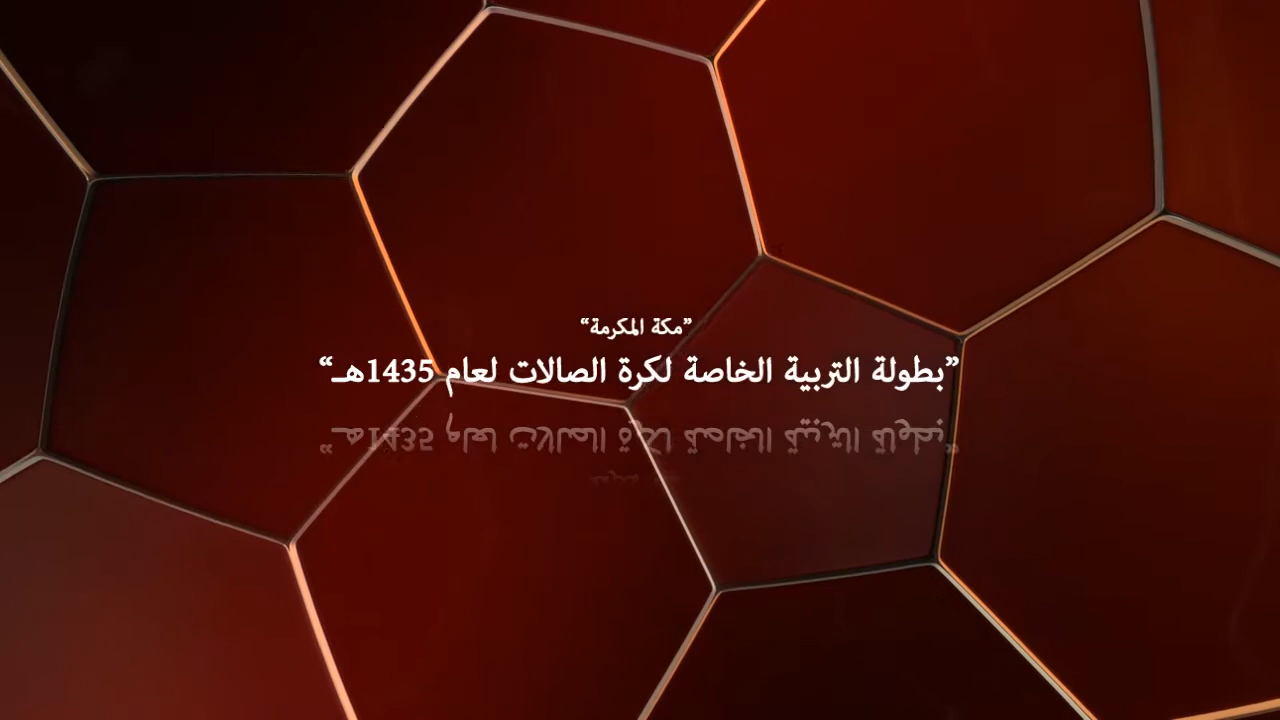 ”مكة المكرمة“
”بطولة التربية الخاصة لكرة الصالات لعام 1435هـ“